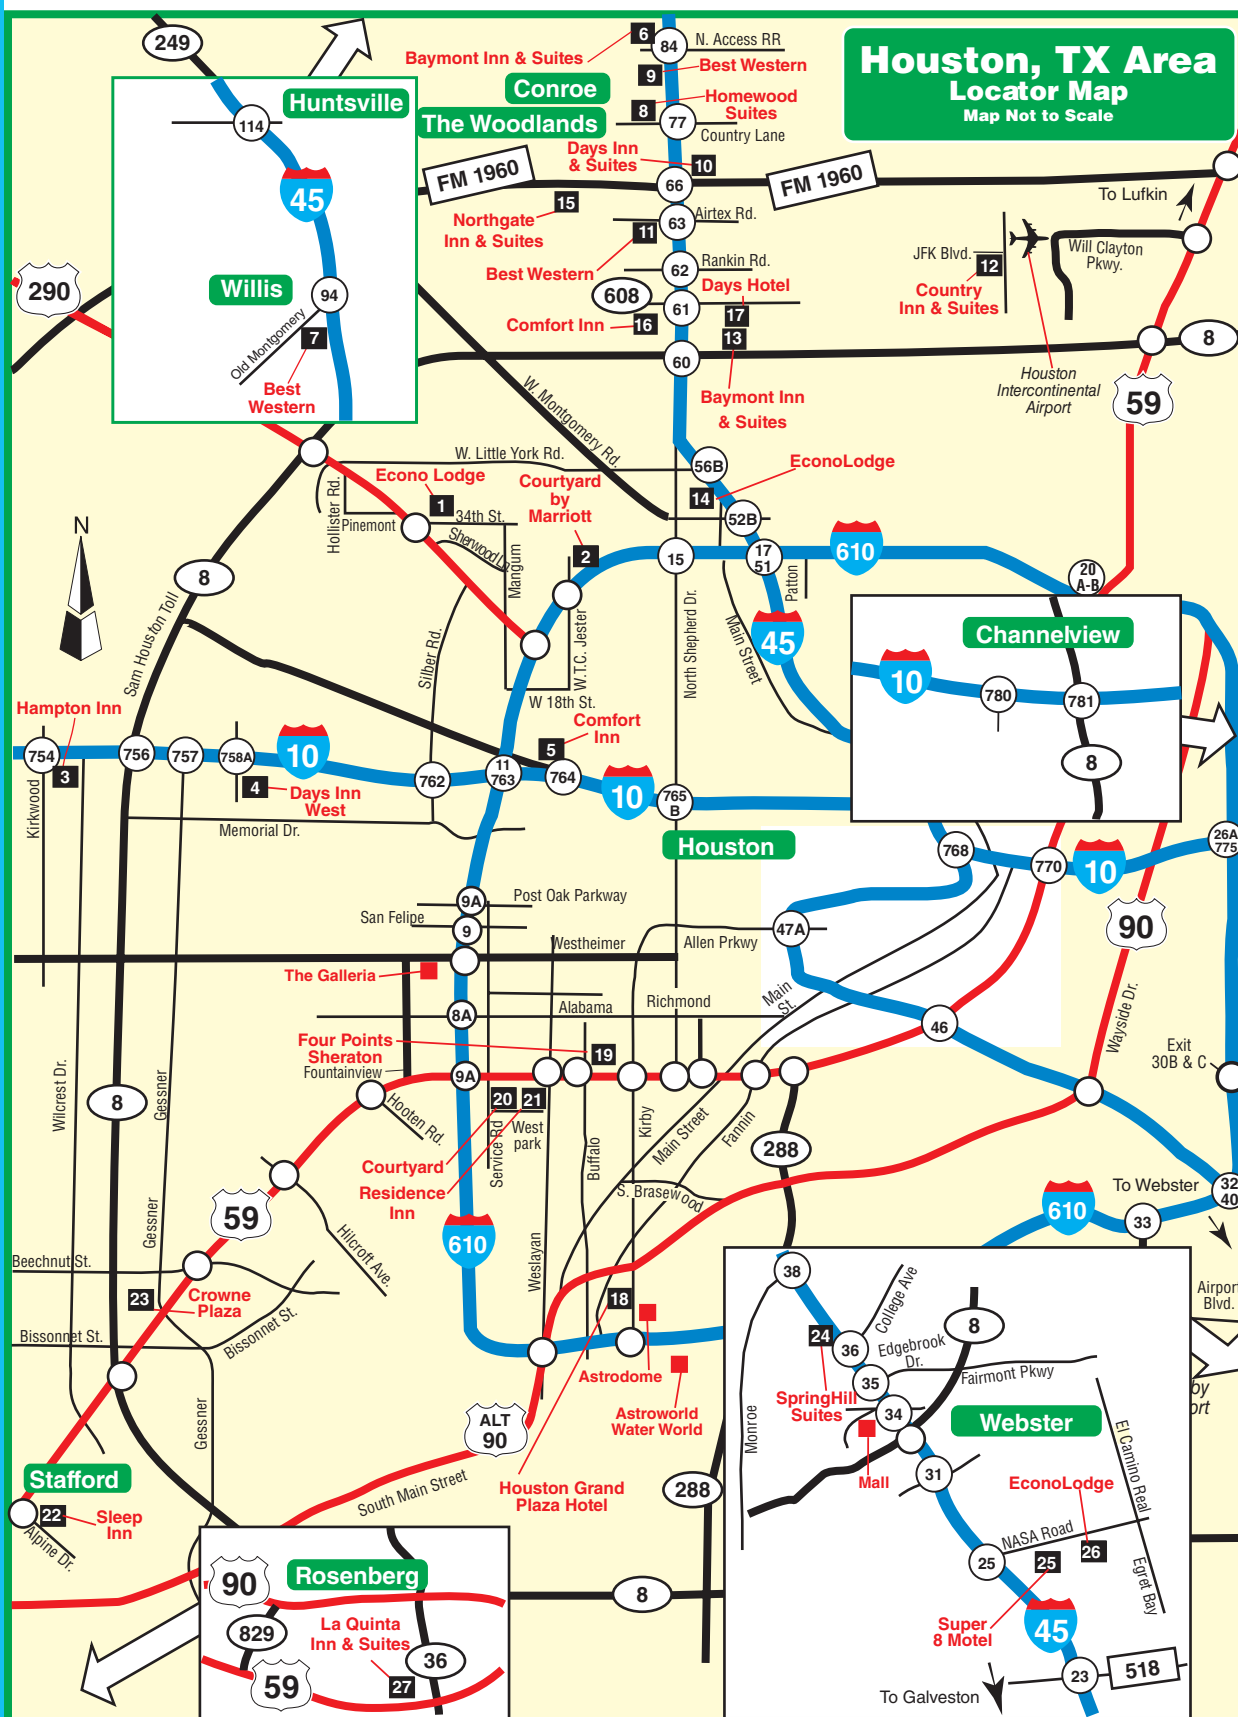 Houston, TX Area
Locator Map
Map Not to Scale
249
6
84
N. Access RR
Baymont Inn & Suites
9
Best Western
Conroe
8
Homewood
Suites
The Woodlands
77
Country Lane
Huntsville
114
45
Willis
94
Old Montgomery
7
Best
Western
290
FM 1960
Days Inn
& Suites
10
66
FM 1960
15
Northgate
Inn & Suites
63
Airtex Rd.
11
Best Western
62
Rankin Rd.
608
61
Days Hotel
17
Comfort Inn
16
13
60
Baymont Inn
& Suites
To Lufkin
JFK Blvd.
12
Country
Inn & Suites
Will Clayton
Pkwy.
8
Houston
Intercontinental
Airport
59
W. Montgomery Rd.
W. Little York Rd.
56B
EconoLodge
14
52B
Econo Lodge
1
Hollister Rd.
Pinemont
34th St.
Sherwood Ln.
Mangum
Courtyard
by
Marriott
2
15
17
51
610
Patton
20
A-B
N
8
Sam Houston Toll
Silber Rd.
W.T.C. Jester
W 18th St.
North Shepherd Dr.
Main Street
45
Channelview
10
780
781
8
Hampton Inn
754
3
756
757
758A
10
4
Days Inn
West
762
11
763
5
Comfort
Inn
764
10
765
B
Kirkwood
Memorial Dr.
Houston
768
770
10
26A
775
9A
Post Oak Parkway
San Felipe
9
Westheimer
Allen Prkwy
47A
90
The Galleria
8A
Alabama
Richmond
Main
St.
46
Wayside Dr.
Exit
30B & C
Four Points
Sheraton
19
Fountainview
9A
20
21
West
park
Service Rd
Hooten Rd.
Courtyard
Residence
Inn
Wilcrest Dr.
8
Gessner
Buffalo
Kirby
Main Street
Fannin
288
S. Brasewood
59
Gessner
Hilcroft Ave.
610
Weslayan
To Webster
610
33
32
40
Beechnut St.
23
Crowne
Plaza
Bissonnet St.
Bissonnet St.
18
Astrodome
Astroworld
Water World
Airport
Blvd.
by
ort
ALT
90
Houston Grand
Plaza Hotel
288
South Main Street
Gessner
Stafford
22
Sleep
Inn
Alpine Dr.
38
College Ave
24
36
Edgebrook
Dr.
8
Fairmont Pkwy
35
SpringHill
Suites
34
Webster
Monroe
Mall
31
EconoLodge
El Camino Real
NASA Road
25
25
26
Egret Bay
Super
8 Motel
45
23
518
To Galveston
90
Rosenberg
829
La Quinta
Inn & Suites
36
59
27
8